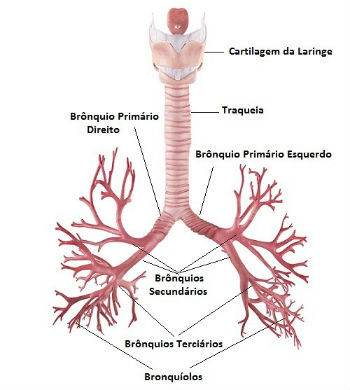 Cartilagem da Laringe
Traqueia
Brônquio Primário
Direito
Brônquio Primário Esquerdo
Brônquios
Secundários
Brônquios Terciários
Bronquíolos